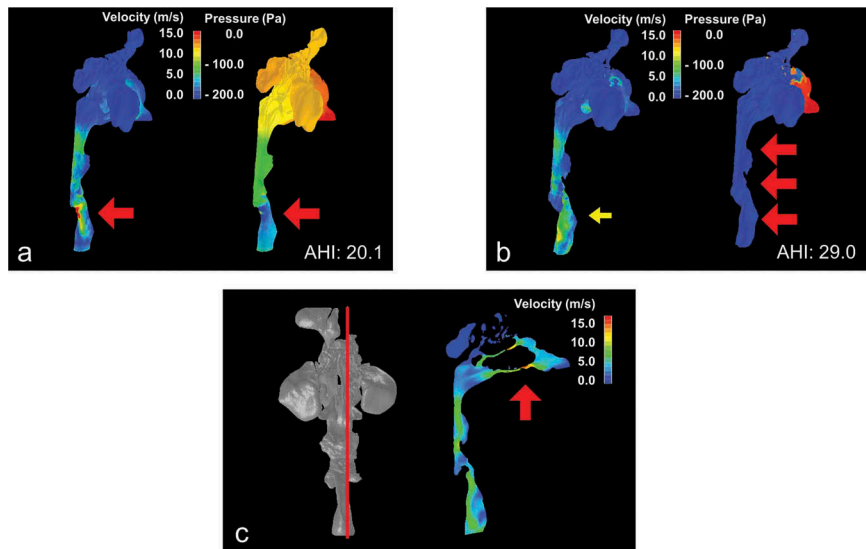 Velocity (m/s) Pressure (Pa)
15.0 0.0
10.0
- 100.0
5.0
0.0 - 200.0
a
AHI: 20.1
Velocity (m/s) Pressure (Pa)
15.0 0.0
10.0
- 100.0
5.0
0.0 - 200.0
b
AHI: 29.0
Velocity (m/s)
15.0
10.0
5.0
0.0
c